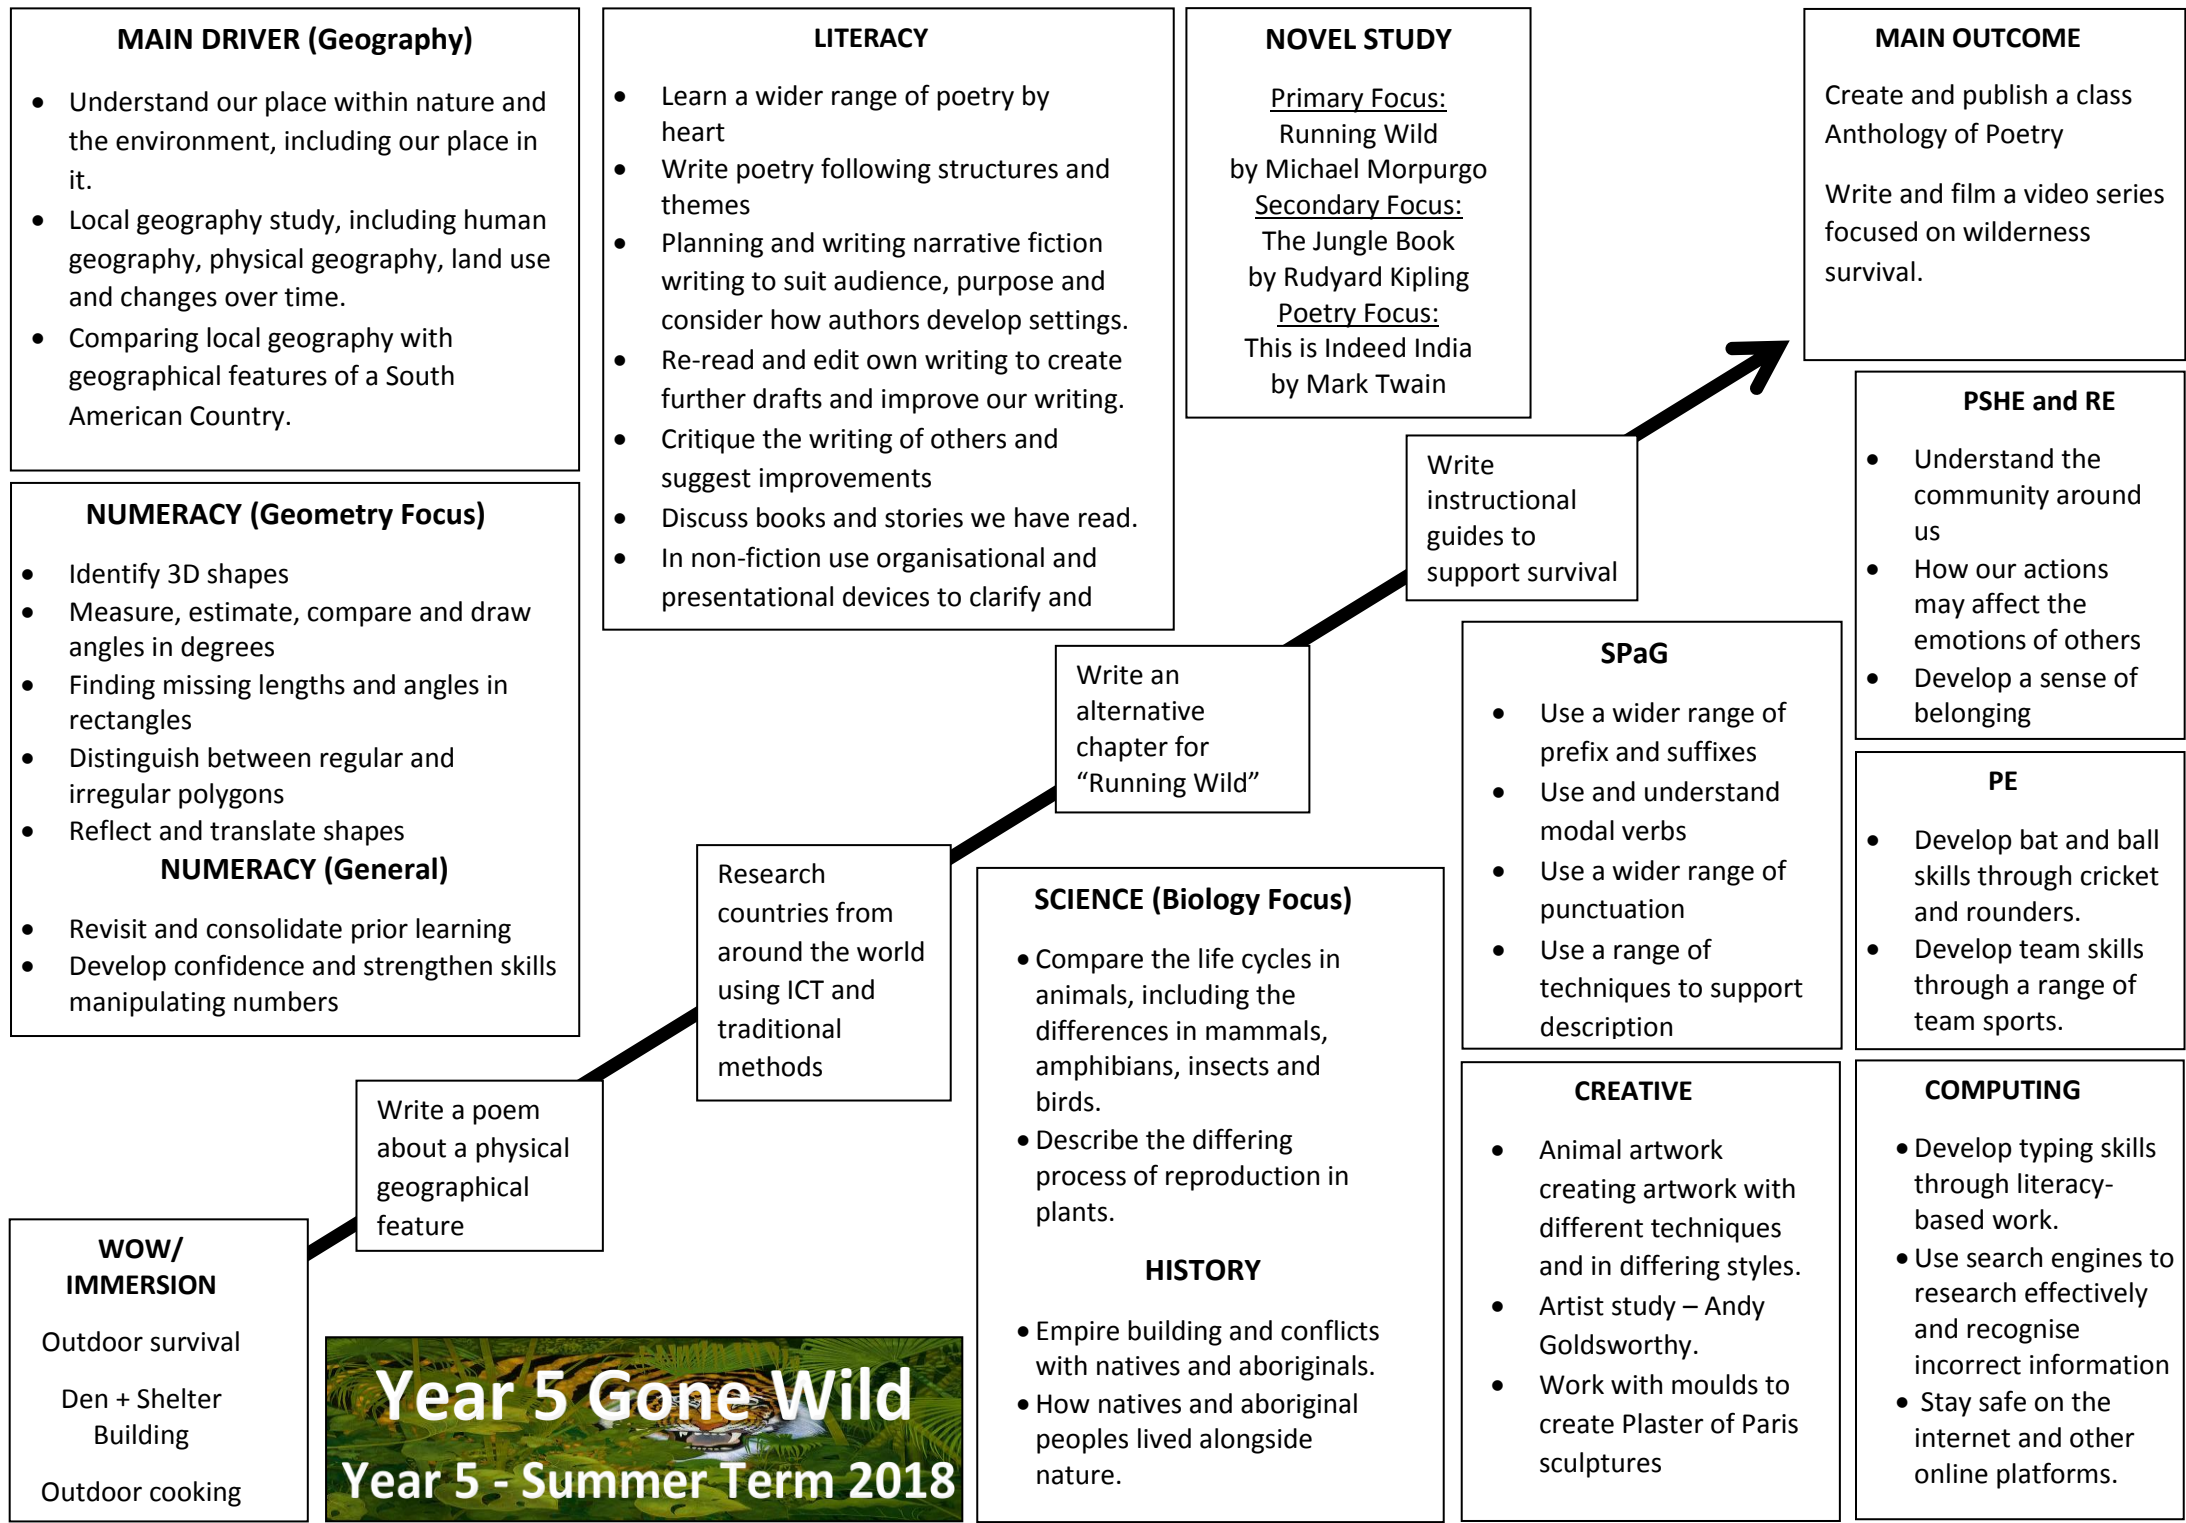 MAIN DRIVER (Geography)
• Understand our place within nature and
the environment, including our place in
it.
• Local geography study, including human
geography, physical geography, land use
and changes over time.
• Comparing local geography with
geographical features of a South
American Country.
NUMERACY (Geometry Focus)
• Identify 3D shapes
• Measure, estimate, compare and draw
angles in degrees
• Finding missing lengths and angles in
rectangles
• Distinguish between regular and
irregular polygons
• Reflect and translate shapes
NUMERACY (General)
• Revisit and consolidate prior learning
• Develop confidence and strengthen skills
manipulating numbers
LITERACY
• Learn a wider range of poetry by
heart
• Write poetry following structures and
themes
• Planning and writing narrative fiction
writing to suit audience, purpose and
consider how authors develop settings.
• Re-read and edit own writing to create
further drafts and improve our writing.
• Critique the writing of others and
suggest improvements
• Discuss books and stories we have read.
• In non-fiction use organisational and
presentational devices to clarify and
NOVEL STUDY
Primary Focus:
Running Wild
by Michael Morpurgo
Secondary Focus:
The Jungle Book
by Rudyard Kipling
Poetry Focus:
This is Indeed India
by Mark Twain
MAIN OUTCOME
Create and publish a class
Anthology of Poetry
Write and film a video series
focused on wilderness
survival.
WOW/
IMMERSION
Outdoor survival
Den + Shelter
Building
Outdoor cooking
Write a poem
about a physical
geographical
feature
Research
countries from
around the world
using ICT and
traditional
methods
Write an
alternative
chapter for
“Running Wild”
Write
instructional
guides to
support survival
Year 5 Gone Wild
Year 5 - Summer Term 2018
SCIENCE (Biology Focus)
• Compare the life cycles in
animals, including the
differences in mammals,
amphibians, insects and
birds.
• Describe the differing
process of reproduction in
plants.
HISTORY
• Empire building and conflicts
with natives and aboriginals.
• How natives and aboriginal
peoples lived alongside
nature.
SPaG
• Use a wider range of
prefix and suffixes
• Use and understand
modal verbs
• Use a wider range of
punctuation
• Use a range of
techniques to support
description
CREATIVE
• Animal artwork
creating artwork with
different techniques
and in differing styles.
• Artist study – Andy
Goldsworthy.
• Work with moulds to
create Plaster of Paris
sculptures
PSHE and RE
• Understand the
community around
us
• How our actions
may affect the
emotions of others
• Develop a sense of
belonging
PE
• Develop bat and ball
skills through cricket
and rounders.
• Develop team skills
through a range of
team sports.
COMPUTING
• Develop typing skills
through literacy-
based work.
• Use search engines to
research effectively
and recognise
incorrect information
• Stay safe on the
internet and other
online platforms.